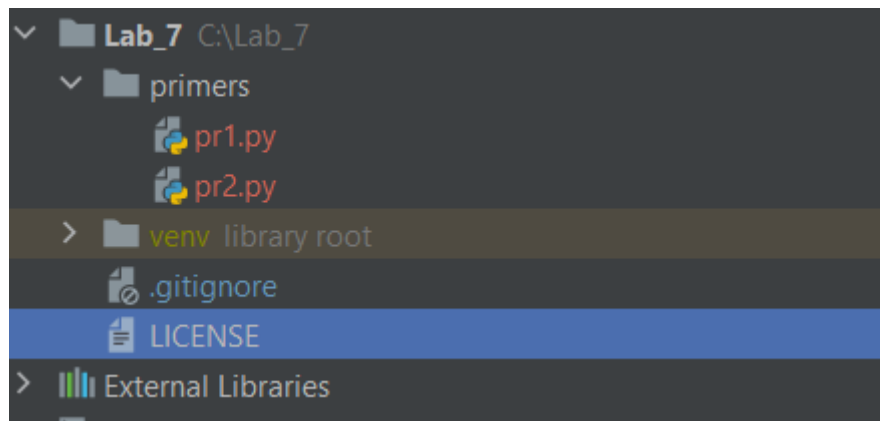 Lab_7 C:\Lab_7
primers
pr1.py
pr2.py
venv library root
.gitignore
LICENSE
External Libraries